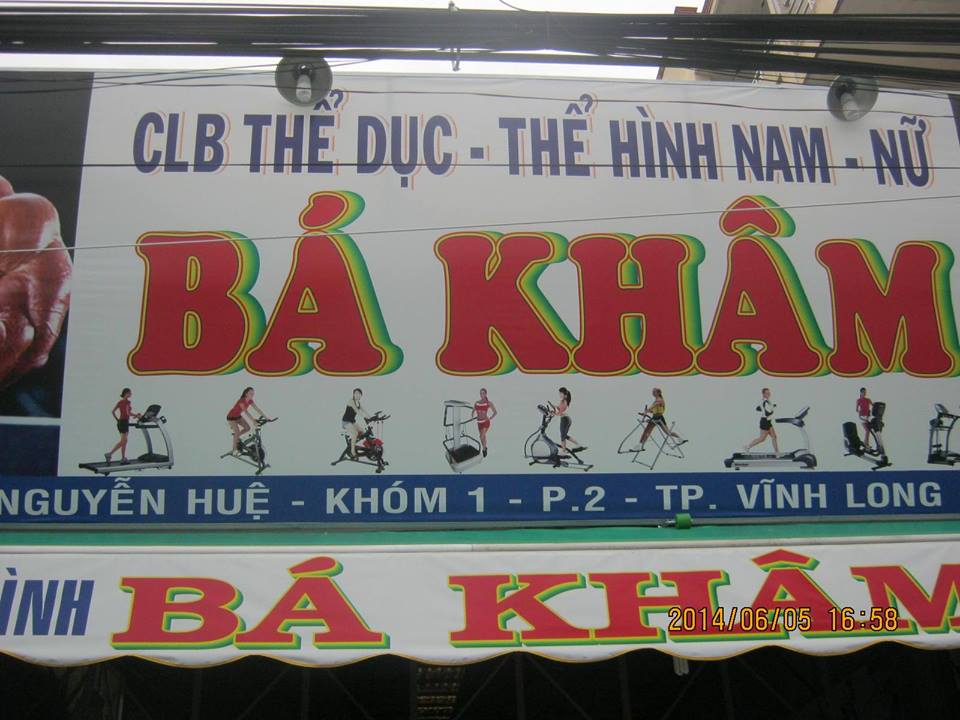 CLB THỂ DỤC - THỂ HÌNH NAM - NỮ
BÁ KHÂM
NGUYỄN HUỆ - KHÓM 1 - P.2 - TP. VĨNH LONG
ÌNH BÁ KHÂM
2014/06/05 16:58